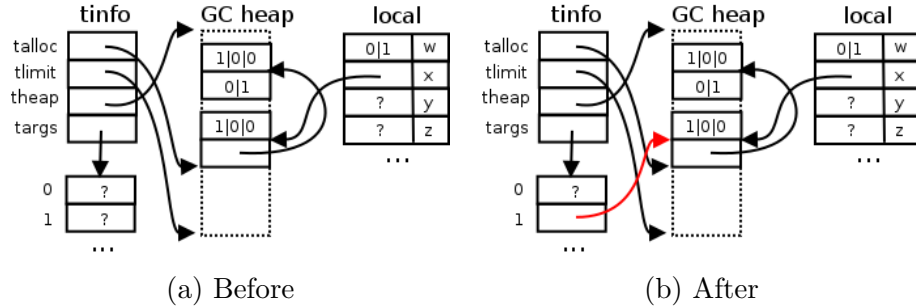 tinfo GC heap local
talloc
tlimit
theap
targs
1|0|0
0|1
1|0|0
0|1 w
x
? y
? z
...
0 ?
1 ?
...
(a) Before
tinfo GC heap local
talloc
tlimit
theap
targs
1|0|0
0|1
1|0|0
0|1 w
x
? y
? z
...
0 ?
1
...
(b) After